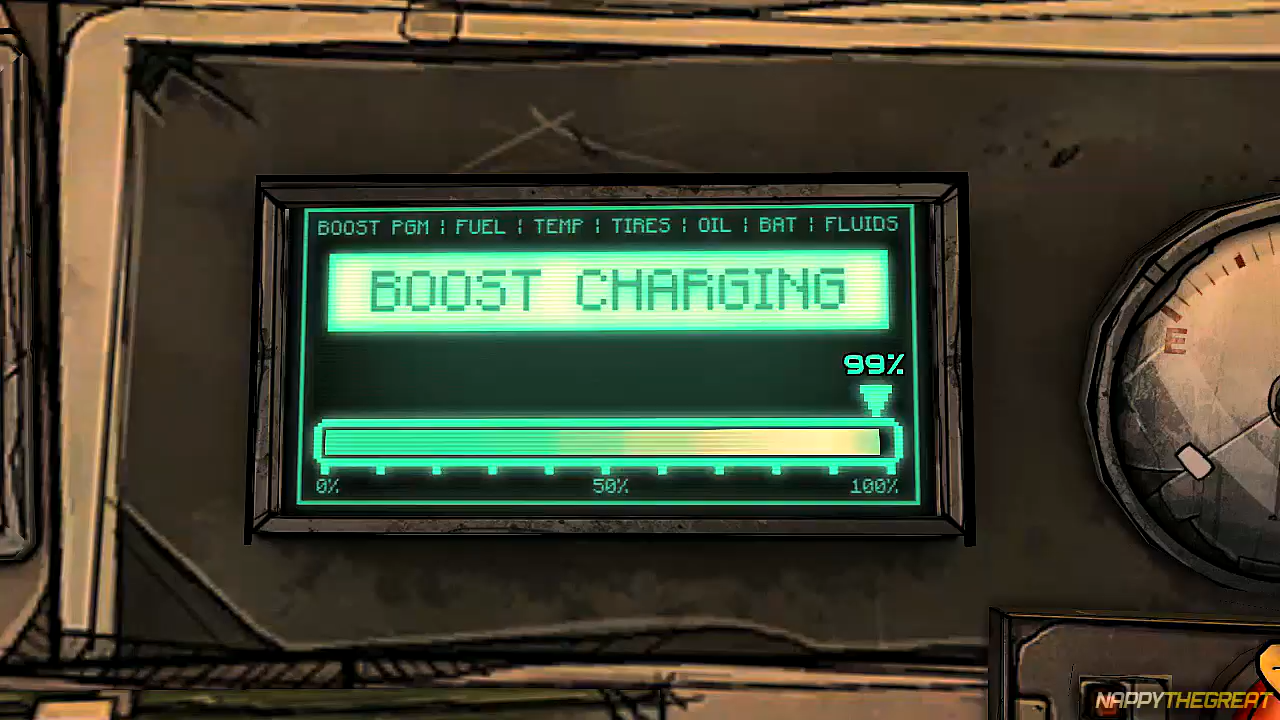 BOOST PGM ¦ FUEL ¦ TEMP ¦ TIRES ¦ OIL ¦ BAT ¦ FLUIDS
BOOST CHARGING
99%
0% 50% 100%
E
NAPPYTHEGREAT